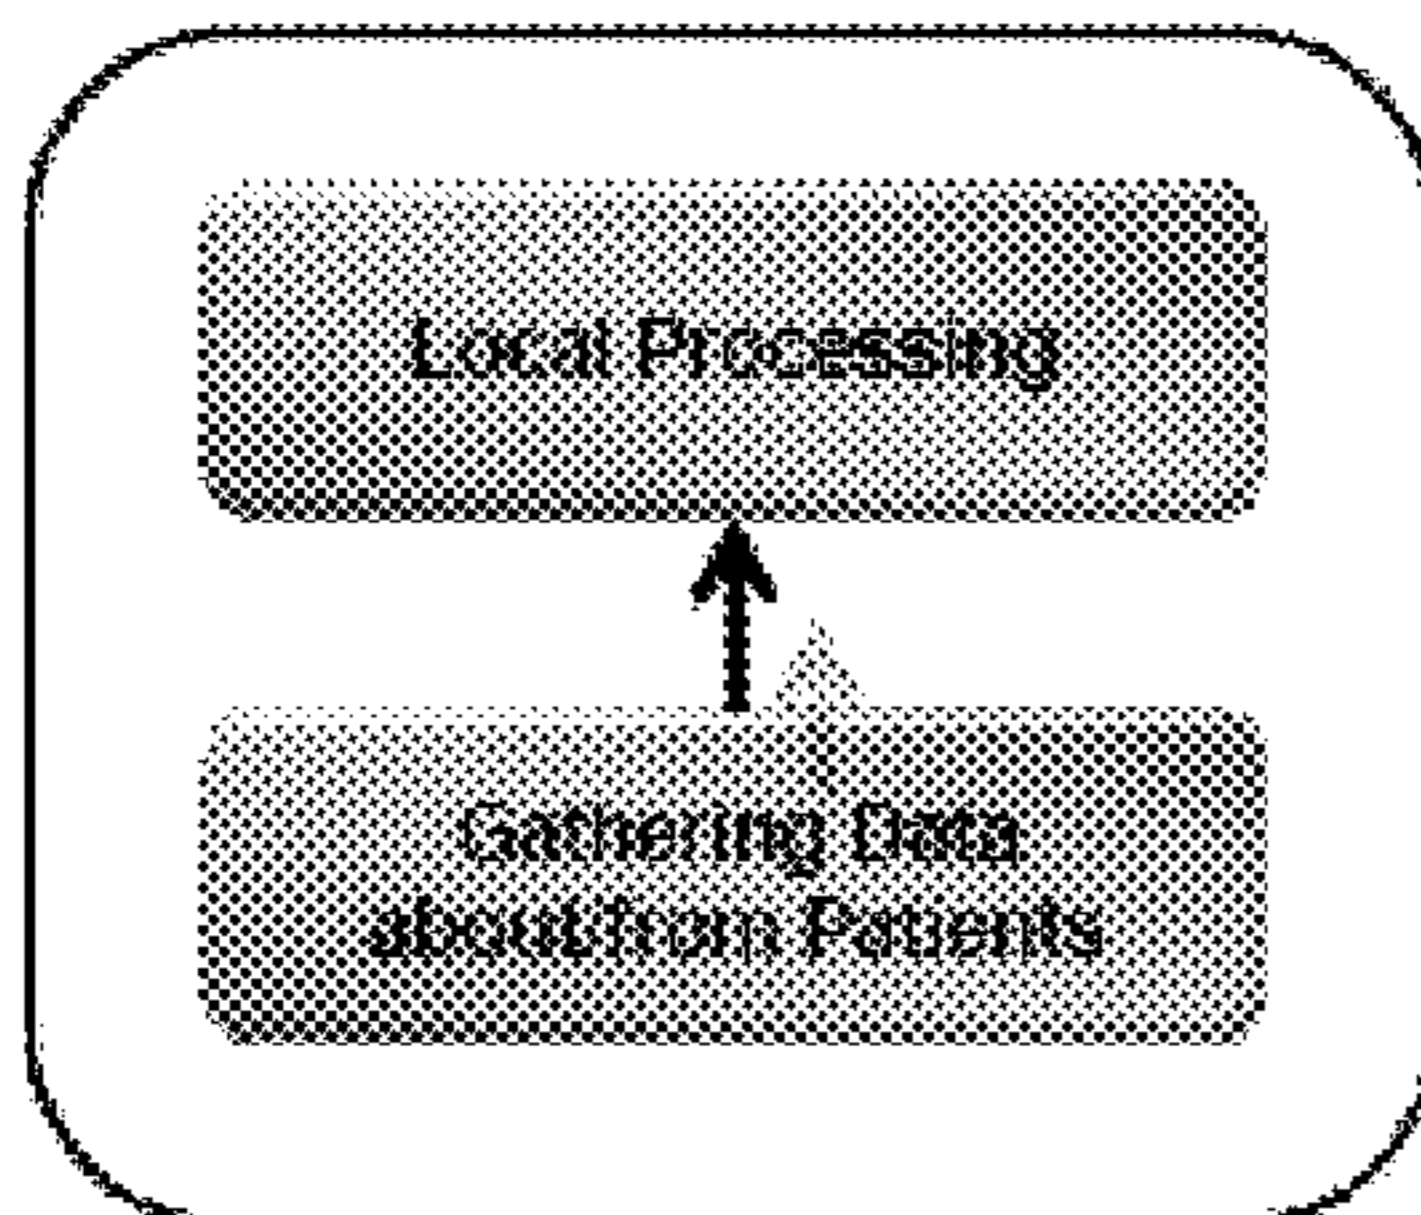 Local Processing
Gathering Data
about from Patients